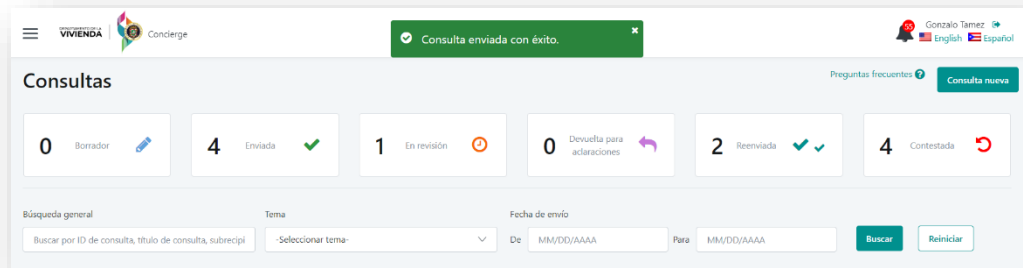 DEPARTAMENTO DE LA
VIVIENDA
Concierge
Consulta enviada con éxito.
55
Gonzalo Tamez
English Español
Consultas
Preguntas frecuentes
Consulta nueva
0 Borrador
4 Enviada
1 En revisión
0 Devuelta para
aclaraciones
2 Reenviada
4 Contestada
Búsqueda general
Tema
Fecha de envío
Buscar por ID de consulta, título de consulta, subrecipi
-Seleccionar tema-
De MM/DD/AAAA
Para MM/DD/AAAA
Buscar
Reiniciar